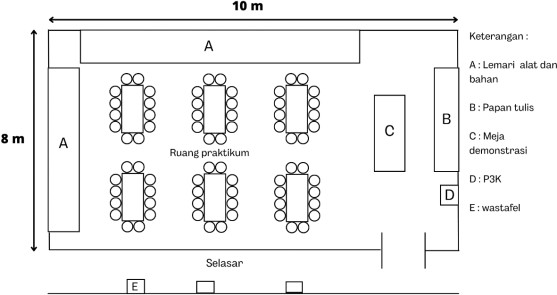 10 m
8 m
A
A
Ruang praktikum
C
B
D
Selasar
E
Keterangan :
A : Lemari alat dan
bahan
B : Papan tulis
C : Meja
demonstrasi
D : P3K
E : wastafel